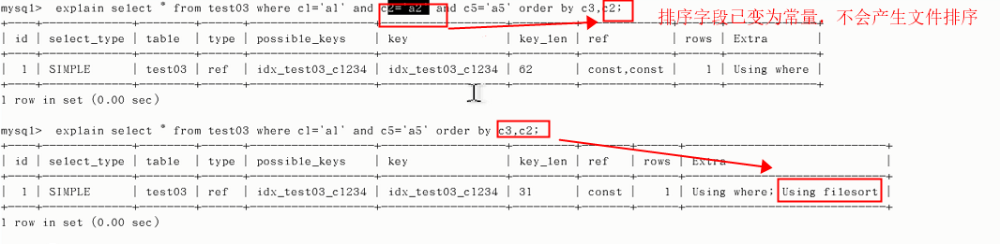 mysql>  explain select * from test03 where c1='a1' and c2='a2' and c5='a5' order by c3,c2;
排序字段已变为常量，不会产生文件排序
+----+-------------+--------+------+-----------------+-----------------+---------+-------------+------+-------------+
| id | select_type | table | type | possible_keys | key | key_len | ref | rows | Extra |
+----+-------------+--------+------+-----------------+-----------------+---------+-------------+------+-------------+
| 1 | SIMPLE | test03 | ref | idx_test03_c1234 | idx_test03_c1234 | 62 | const,const | 1 | Using where |
+----+-------------+--------+------+-----------------+-----------------+---------+-------------+------+-------------+
1 row in set (0.00 sec)
mysql>  explain select * from test03 where c1='a1' and c5='a5' order by c3,c2;
+----+-------------+--------+------+-----------------+-----------------+---------+-------+------+-----------------------------+
| id | select_type | table | type | possible_keys | key | key_len | ref | rows | Extra |
+----+-------------+--------+------+-----------------+-----------------+---------+-------+------+-----------------------------+
| 1 | SIMPLE | test03 | ref | idx_test03_c1234 | idx_test03_c1234 | 31 | const | 1 | Using where; Using filesort |
+----+-------------+--------+------+-----------------+-----------------+---------+-------+------+-----------------------------+
1 row in set (0.00 sec)